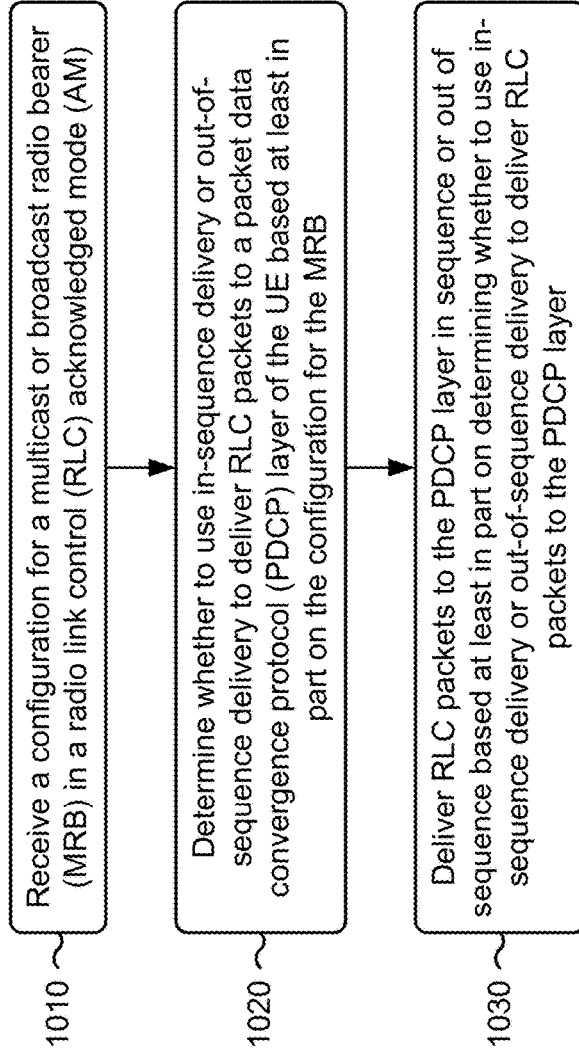 1010
Receive a configuration for a multicast or broadcast radio bearer
(MRB) in a radio link control (RLC) acknowledged mode (AM)
1020
Determine whether to use in-sequence delivery or out-of-
sequence delivery to deliver RLC packets to a packet data
convergence protocol (PDCP) layer of the UE based at least in
part on the configuration for the MRB
1030
Deliver RLC packets to the PDCP layer in sequence or out of
sequence based at least in part on determining whether to use in-
sequence delivery or out-of-sequence delivery to deliver RLC
packets to the PDCP layer